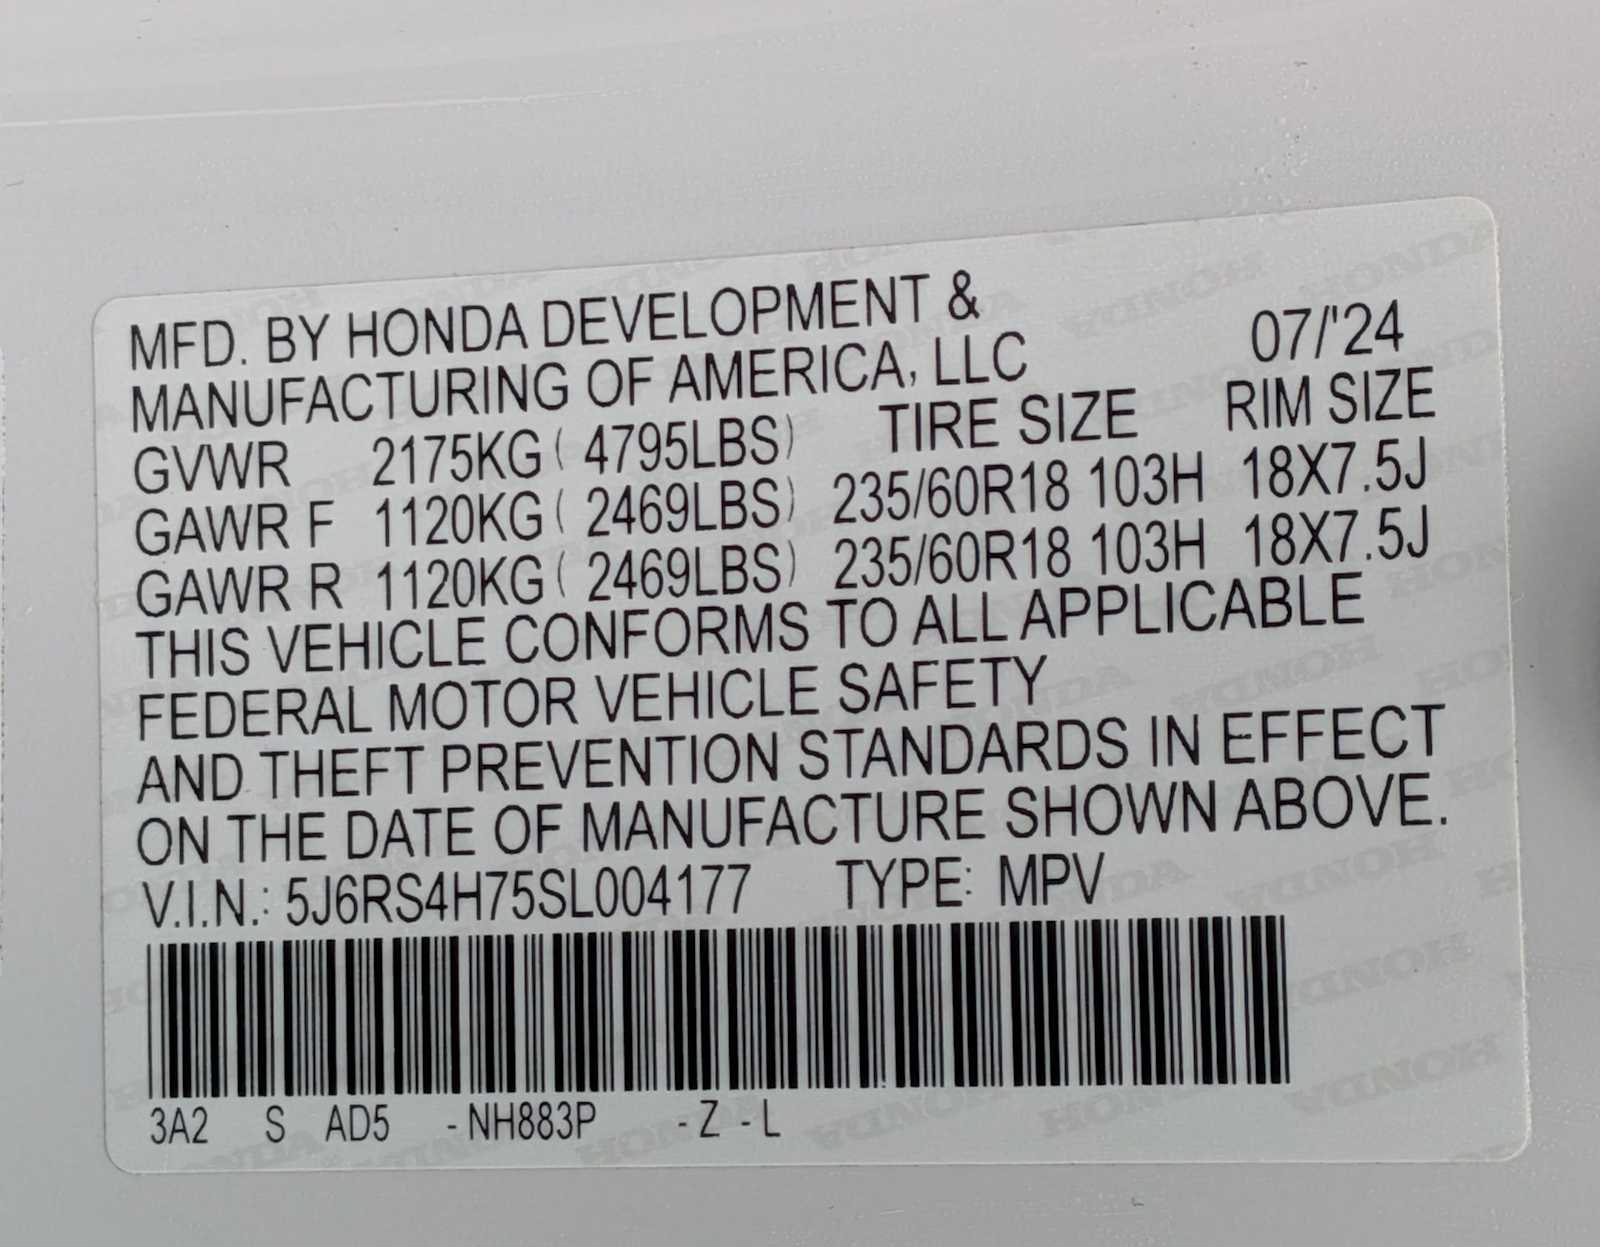 MFD. BY HONDA DEVELOPMENT &
MANUFACTURING OF AMERICA, LLC 07/'24
GVWR 2175KG ( 4795LBS) TIRE SIZE RIM SIZE
GAWR F 1120KG ( 2469LBS) 235/60R18 103H 18X7.5J
GAWR R 1120KG ( 2469LBS) 235/60R18 103H 18X7.5J
THIS VEHICLE CONFORMS TO ALL APPLICABLE
FEDERAL MOTOR VEHICLE SAFETY
AND THEFT PREVENTION STANDARDS IN EFFECT
ON THE DATE OF MANUFACTURE SHOWN ABOVE.
V.I.N.: 5J6RS4H75SL004177 TYPE: MPV
3A2 S AD5 - NH883P - Z - L